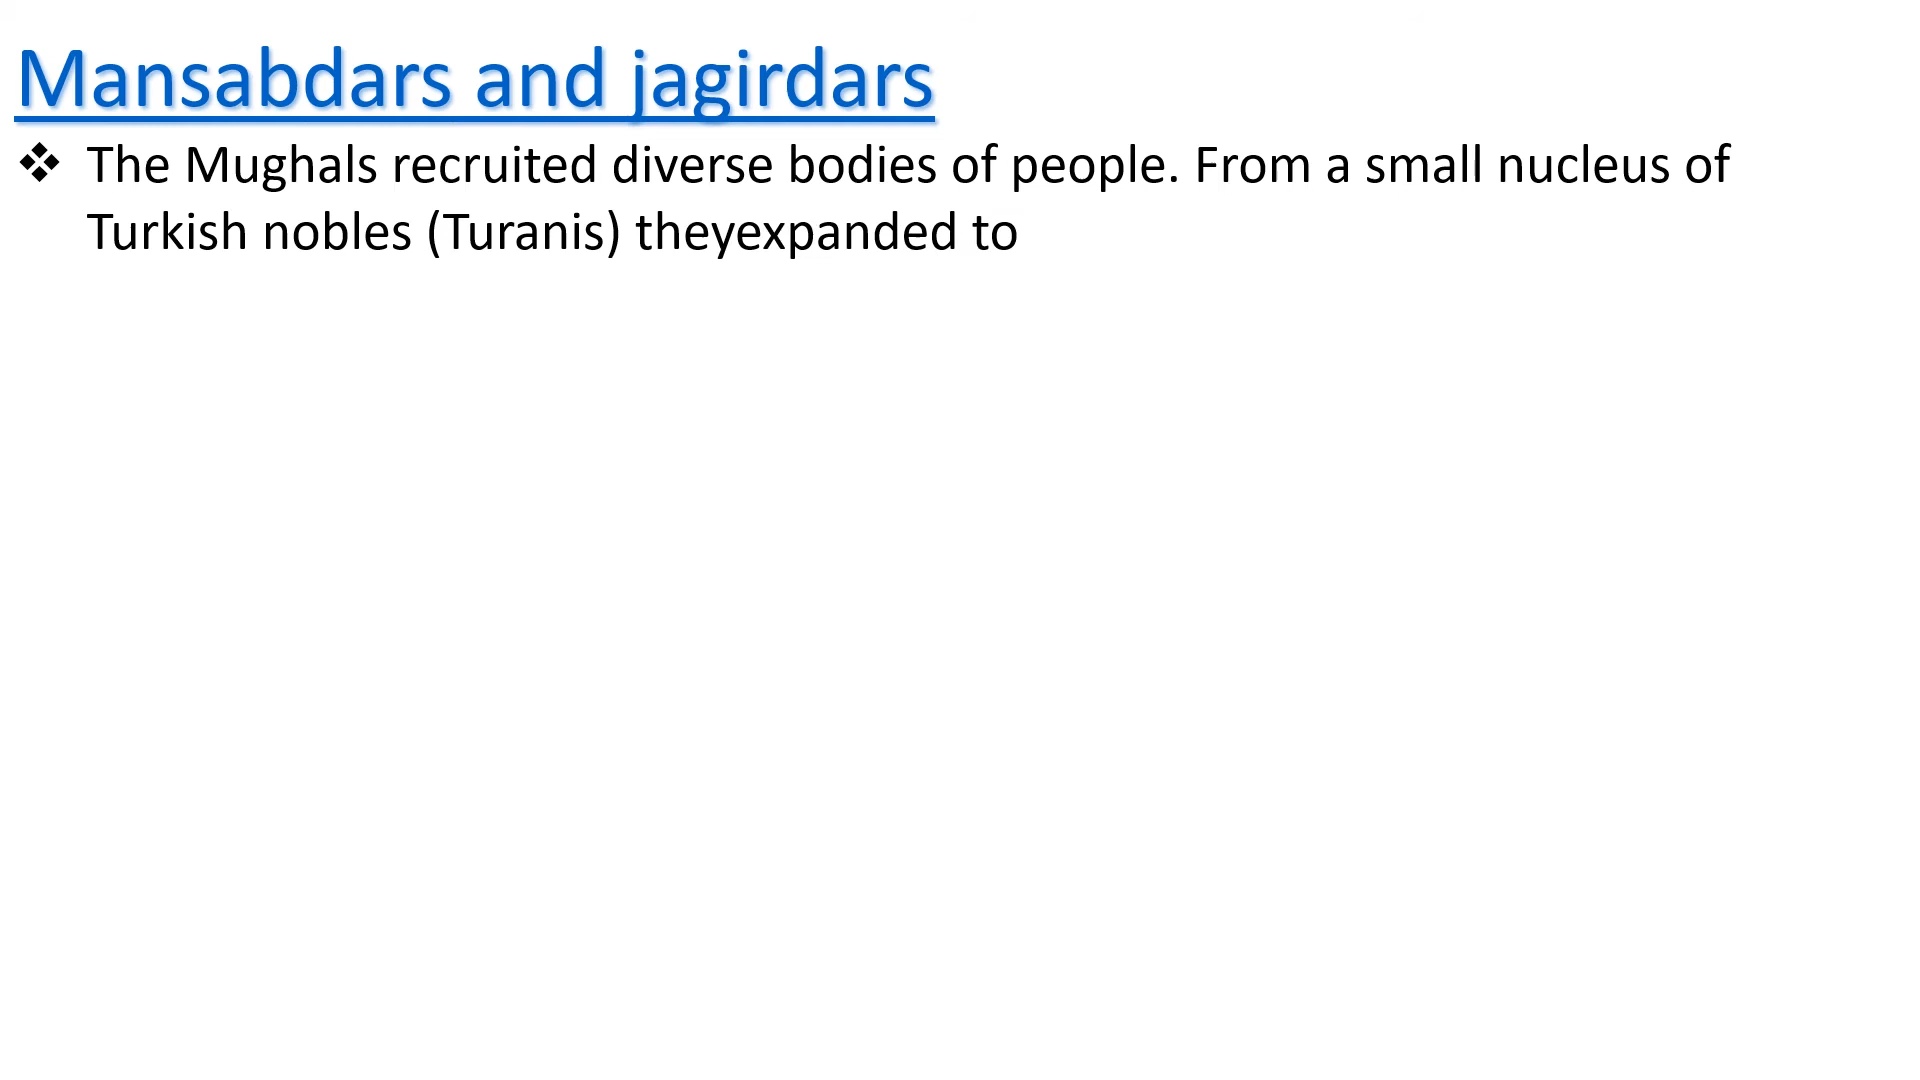 Mansabdars and jagirdars
❖ The Mughals recruited diverse bodies of people. From a small nucleus of
Turkish nobles (Turanis) theyexpanded to